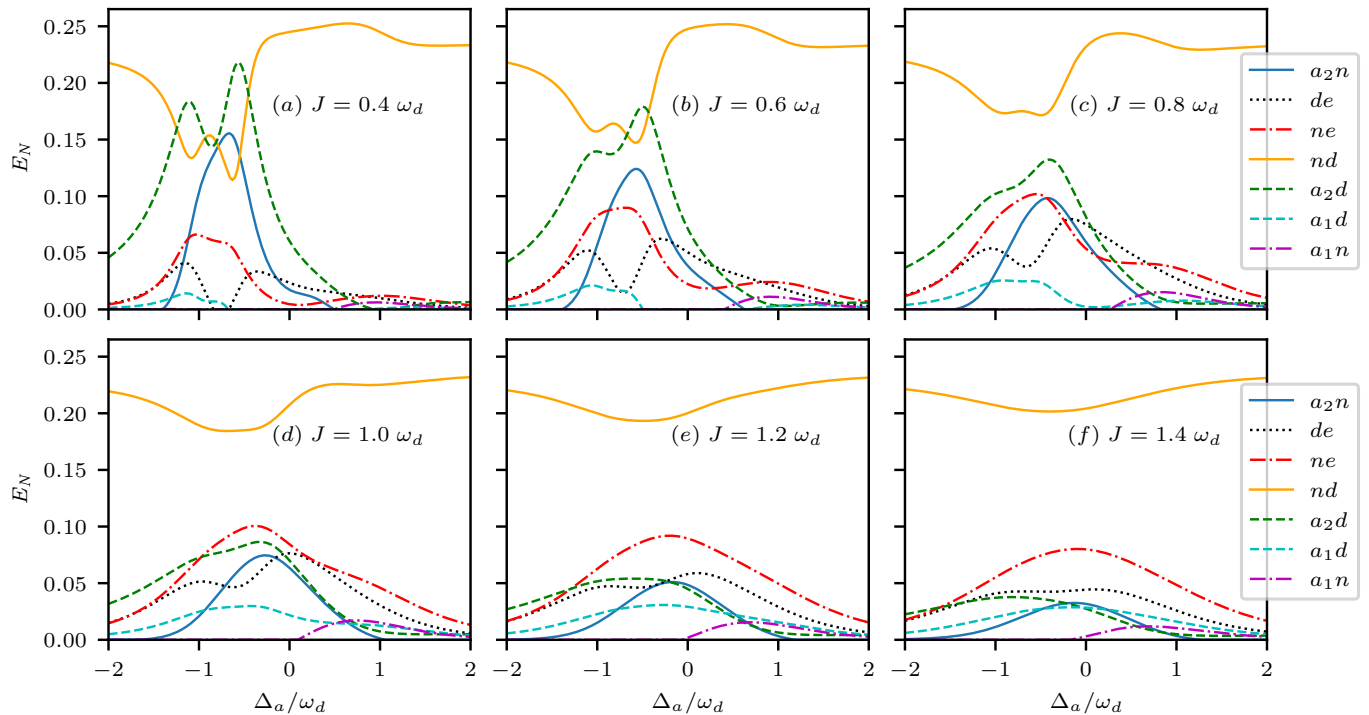 0.25
0.20
0.15
0.10
0.05
0.00
E_N
(a) J = 0.4 ω_d
(b) J = 0.6 ω_d
(c) J = 0.8 ω_d
a_2n
de
ne
nd
a_2d
a_1d
a_1n
0.25
0.20
0.15
0.10
0.05
0.00
E_N
(d) J = 1.0 ω_d
(e) J = 1.2 ω_d
(f) J = 1.4 ω_d
a_2n
de
ne
nd
a_2d
a_1d
a_1n
−2 −1 0 1 2
−2 −1 0 1 2
−2 −1 0 1 2
Δ_a/ω_d
Δ_a/ω_d
Δ_a/ω_d